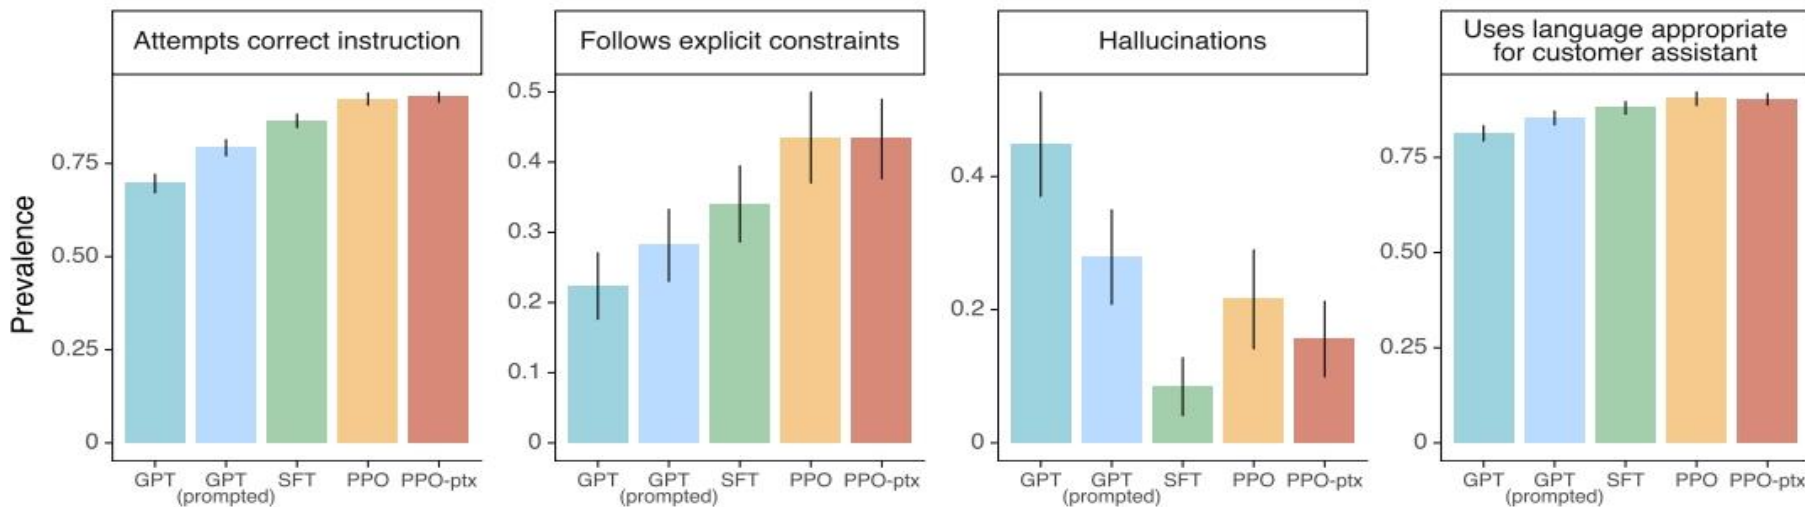 Attempts correct instruction
Follows explicit constraints
Hallucinations
Uses language appropriate
for customer assistant
Prevalence
0.75
0.50
0.25
0
0.5
0.4
0.3
0.2
0.1
0
0.4
0.2
0
0.75
0.50
0.25
0
GPT
GPT
(prompted)
SFT
PPO
PPO-ptx
GPT
GPT
(prompted)
SFT
PPO
PPO-ptx
GPT
GPT
(prompted)
SFT
PPO
PPO-ptx
GPT
GPT
(prompted)
SFT
PPO
PPO-ptx